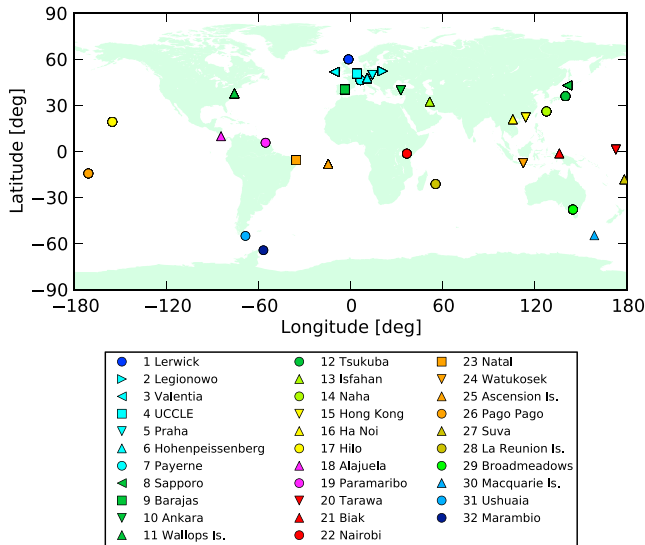 90
60
30
0
−30
−60
−90
Latitude [deg]
−180
−120
−60
0
60
120
180
Longitude [deg]
1 Lerwick
2 Legionowo
3 Valentia
4 UCCLE
5 Praha
6 Hohenpeissenberg
7 Payerne
8 Sapporo
9 Barajas
10 Ankara
11 Wallops Is.
12 Tsukuba
13 Isfahan
14 Naha
15 Hong Kong
16 Ha Noi
17 Hilo
18 Alajuela
19 Paramaribo
20 Tarawa
21 Biak
22 Nairobi
23 Natal
24 Watukosek
25 Ascension Is.
26 Pago Pago
27 Suva
28 La Reunion Is.
29 Broadmeadows
30 Macquarie Is.
31 Ushuaia
32 Marambio